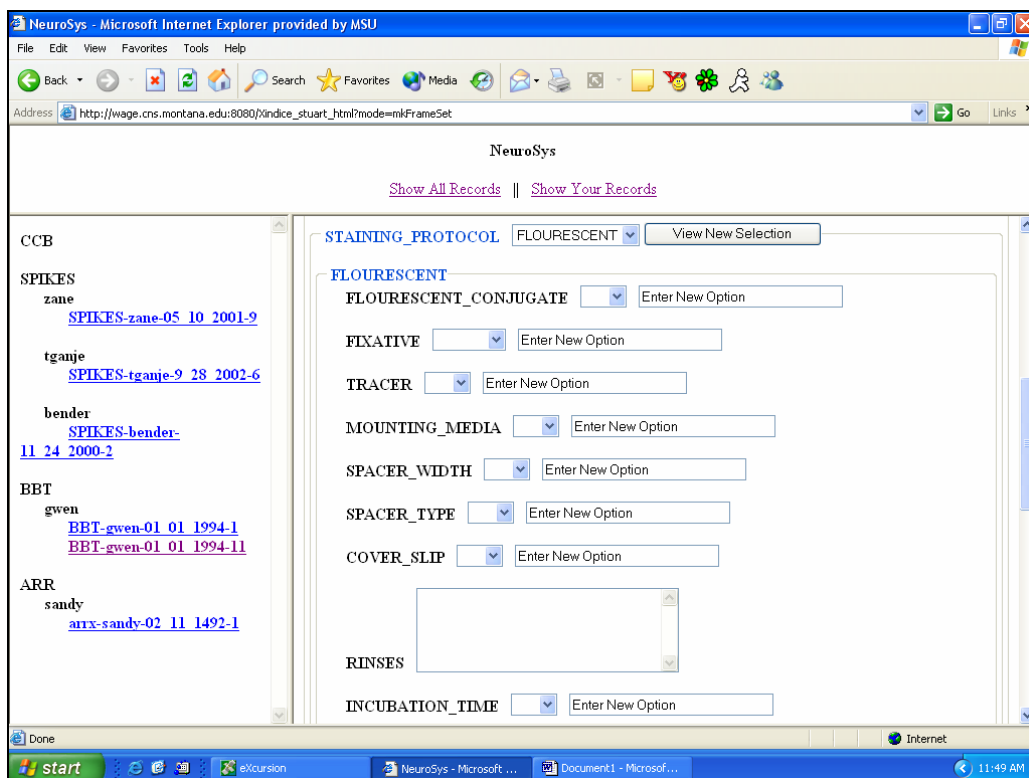 NeuroSys - Microsoft Internet Explorer provided by MSU
File Edit View Favorites Tools Help
Back Search Favorites Media
Address http://wage.cns.montana.edu:8080/Xindice_stuart_html?mode=mkFrameSet Go Links
NeuroSys
Show All Records || Show Your Records
CCB
SPIKES
zane
SPIKES-zane-05_10_2001-9
tganje
SPIKES-tganje-9_28_2002-6
bender
SPIKES-bender-
11_24_2000-2
BBT
gwen
BBT-gwen-01_01_1994-1
BBT-gwen-01_01_1994-11
ARR
sandy
arrx-sandy-02_11_1492-1
STAINING_PROTOCOL FLOURESCENT View New Selection
FLOURESCENT
FLOURESCENT_CONJUGATE Enter New Option
FIXATIVE Enter New Option
TRACER Enter New Option
MOUNTING_MEDIA Enter New Option
SPACER_WIDTH Enter New Option
SPACER_TYPE Enter New Option
COVER_SLIP Enter New Option
RINSES
INCUBATION_TIME Enter New Option
Done Internet
start eXcursion NeuroSys - Microsoft ... Document1 - Microsof... 11:49 AM